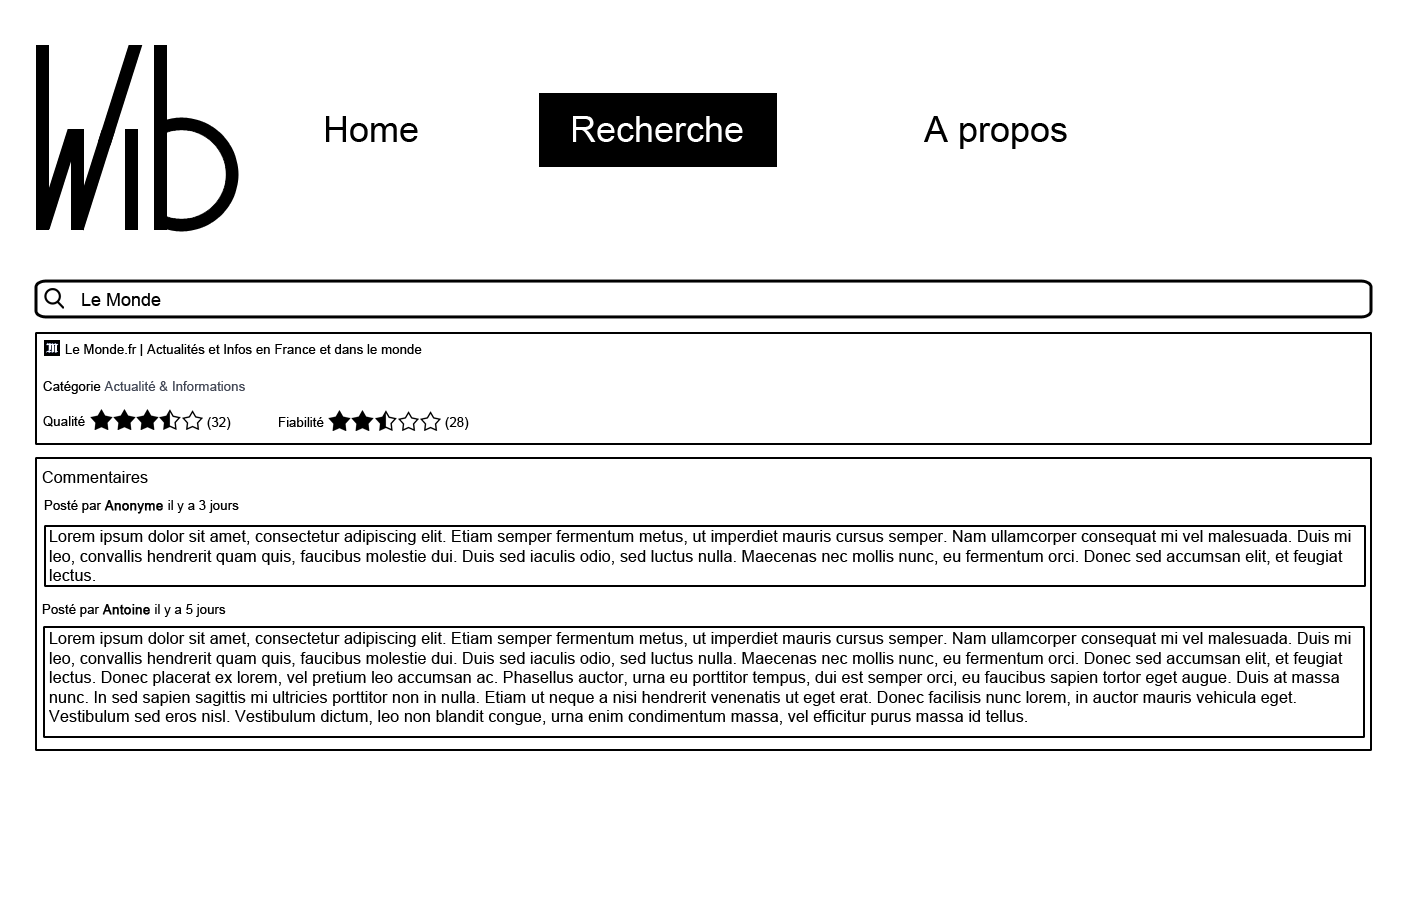 Wib
Home
Recherche
A propos
Le Monde
M Le Monde.fr | Actualités et Infos en France et dans le monde
Catégorie Actualité & Informations
Qualité (32) Fiabilité (28)
Commentaires
Posté par Anonyme il y a 3 jours
Lorem ipsum dolor sit amet, consectetur adipiscing elit. Etiam semper fermentum metus, ut imperdiet mauris cursus semper. Nam ullamcorper consequat mi vel malesuada. Duis mi
leo, convallis hendrerit quam quis, faucibus molestie dui. Duis sed iaculis odio, sed luctus nulla. Maecenas nec mollis nunc, eu fermentum orci. Donec sed accumsan elit, et feugiat
lectus.
Posté par Antoine il y a 5 jours
Lorem ipsum dolor sit amet, consectetur adipiscing elit. Etiam semper fermentum metus, ut imperdiet mauris cursus semper. Nam ullamcorper consequat mi vel malesuada. Duis mi
leo, convallis hendrerit quam quis, faucibus molestie dui. Duis sed iaculis odio, sed luctus nulla. Maecenas nec mollis nunc, eu fermentum orci. Donec sed accumsan elit, et feugiat
lectus. Donec placerat ex lorem, vel pretium leo accumsan ac. Phasellus auctor, urna eu porttitor tempus, dui est semper orci, eu faucibus sapien tortor eget augue. Duis at massa
nunc. In sed sapien sagittis mi ultricies porttitor non in nulla. Etiam ut neque a nisi hendrerit venenatis ut eget erat. Donec facilisis nunc lorem, in auctor mauris vehicula eget.
Vestibulum sed eros nisl. Vestibulum dictum, leo non blandit congue, urna enim condimentum massa, vel efficitur purus massa id tellus.